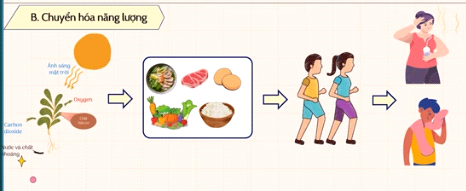 B. Chuyển hóa năng lượng
Ánh sáng
mặt trời
Oxygen
Carbon
dioxide
nước và chất
khoáng